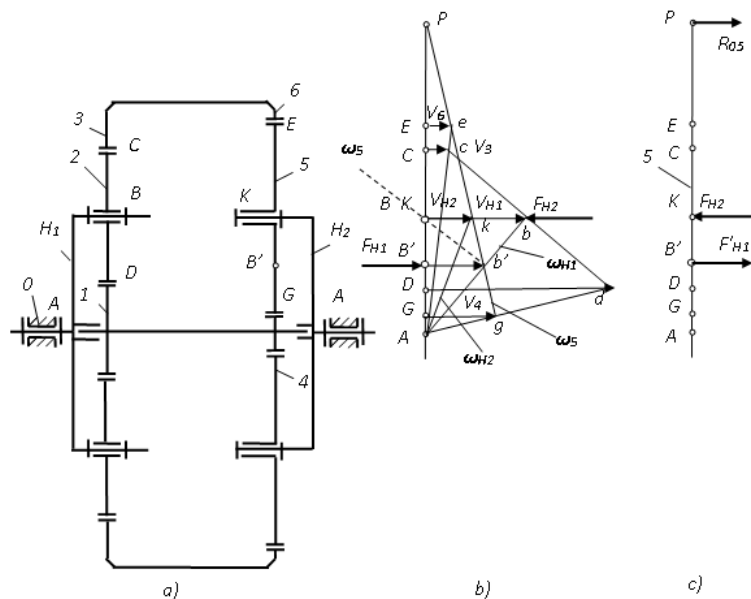 6
3
E
C
2
5
B
K
H1
H2
D
B'
0
A
1
G
A
4
a)
P
V6
E
e
C
c V3
ω5
B K
VH2
VH1
FH2
k
b
FH1
B'
b'
ωH1
D
d
G
V4
g
A
ωH2
ω5
b)
P
R05
E
C
5
K
FH2
B'
F'H1
D
G
A
c)